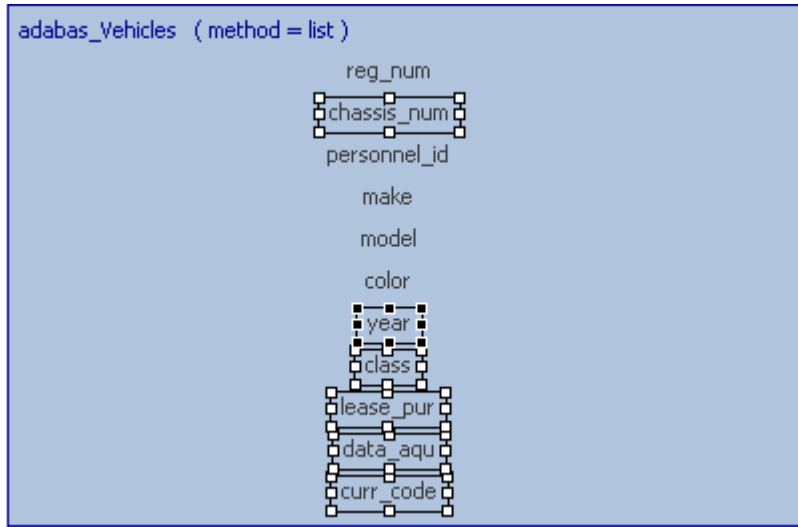 adabas_Vehicles ( method = list )
reg_num
chassis_num
personnel_id
make
model
color
year
class
lease_pur
data_aqu
curr_code